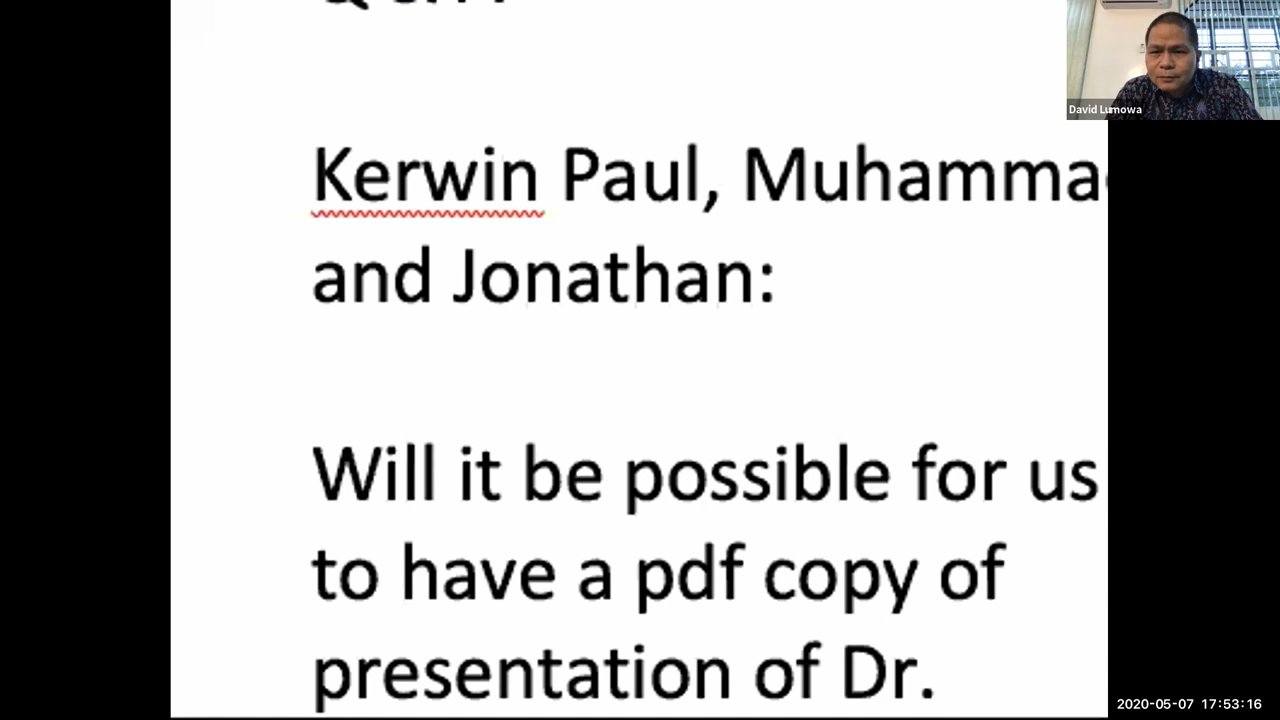 David Lumowa
Kerwin Paul, Muhamma
and Jonathan:
Will it be possible for us
to have a pdf copy of
presentation of Dr.
2020-05-07 17:53:16